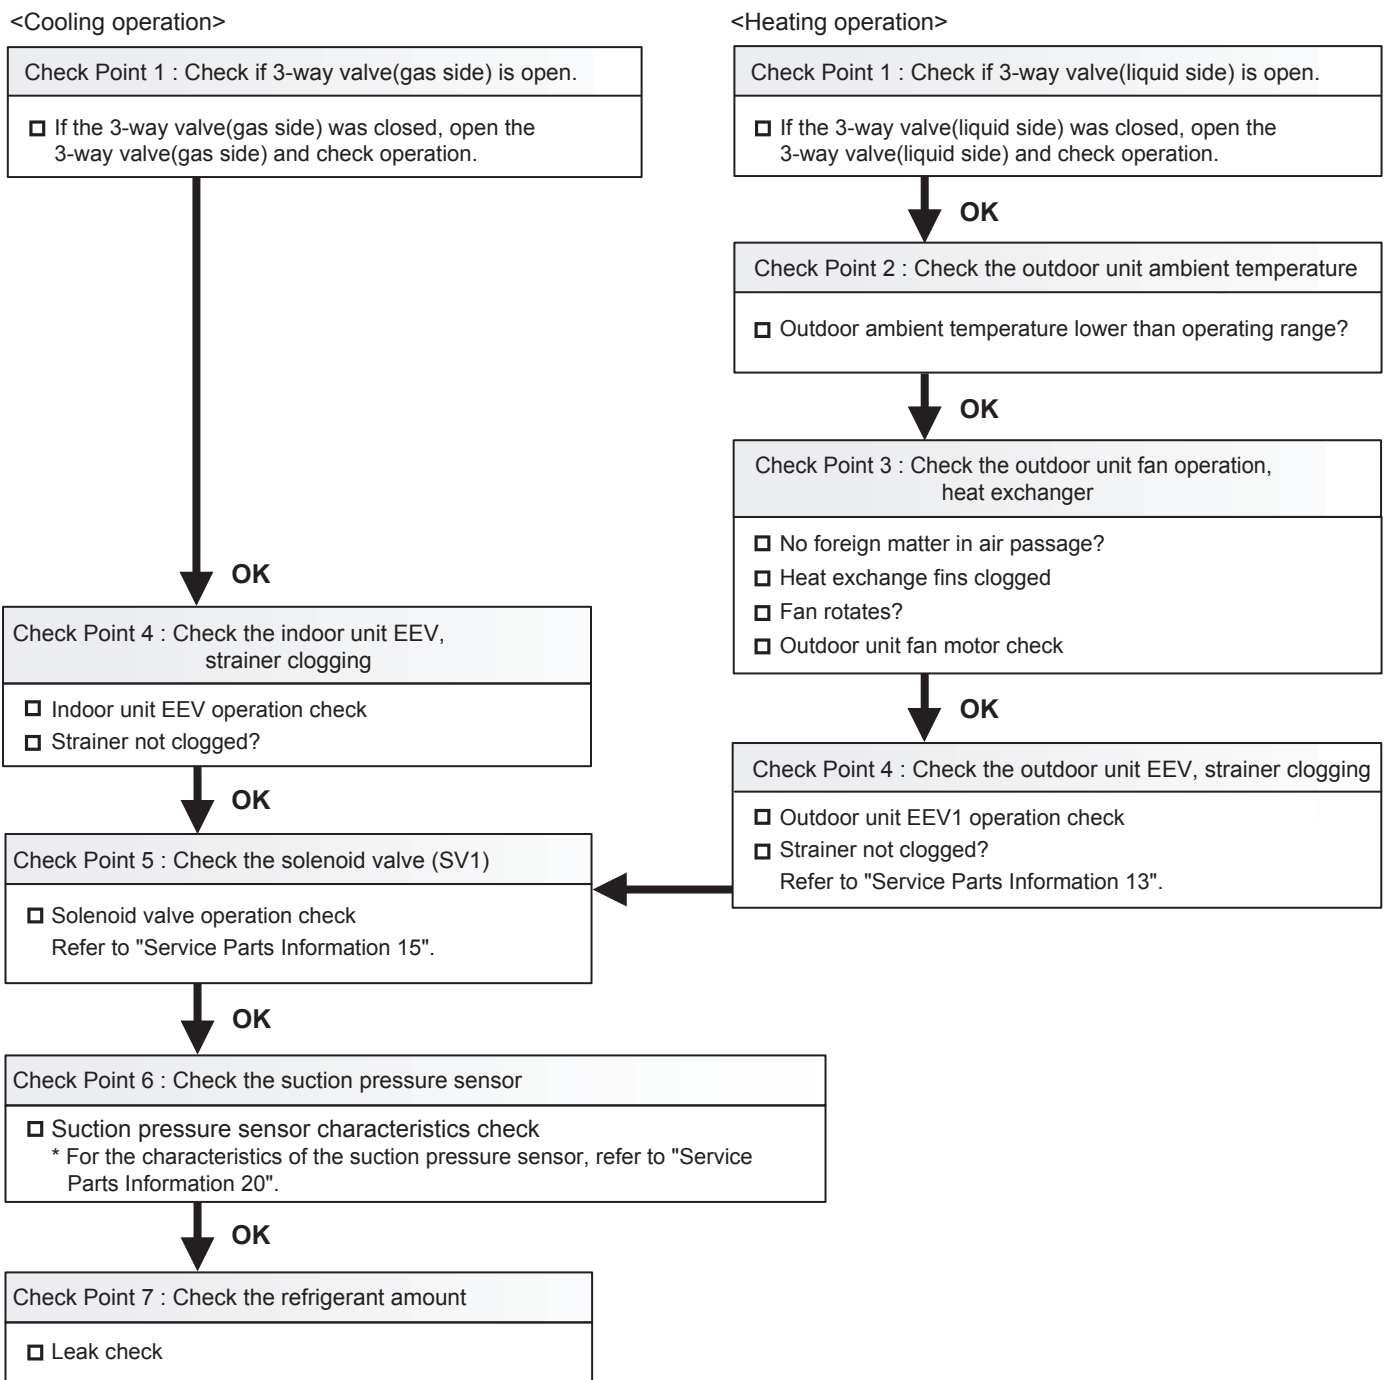 <Cooling operation>
Check Point 1 : Check if 3-way valve(gas side) is open.
If the 3-way valve(gas side) was closed, open the
3-way valve(gas side) and check operation.
OK
Check Point 4 : Check the indoor unit EEV,
strainer clogging
Indoor unit EEV operation check
Strainer not clogged?
OK
Check Point 5 : Check the solenoid valve (SV1)
Solenoid valve operation check
Refer to "Service Parts Information 15".
OK
Check Point 6 : Check the suction pressure sensor
Suction pressure sensor characteristics check
* For the characteristics of the suction pressure sensor, refer to "Service
Parts Information 20".
OK
Check Point 7 : Check the refrigerant amount
Leak check
<Heating operation>
Check Point 1 : Check if 3-way valve(liquid side) is open.
If the 3-way valve(liquid side) was closed, open the
3-way valve(liquid side) and check operation.
OK
Check Point 2 : Check the outdoor unit ambient temperature
Outdoor ambient temperature lower than operating range?
OK
Check Point 3 : Check the outdoor unit fan operation,
heat exchanger
No foreign matter in air passage?
Heat exchange fins clogged
Fan rotates?
Outdoor unit fan motor check
OK
Check Point 4 : Check the outdoor unit EEV, strainer clogging
Outdoor unit EEV1 operation check
Strainer not clogged?
Refer to "Service Parts Information 13".